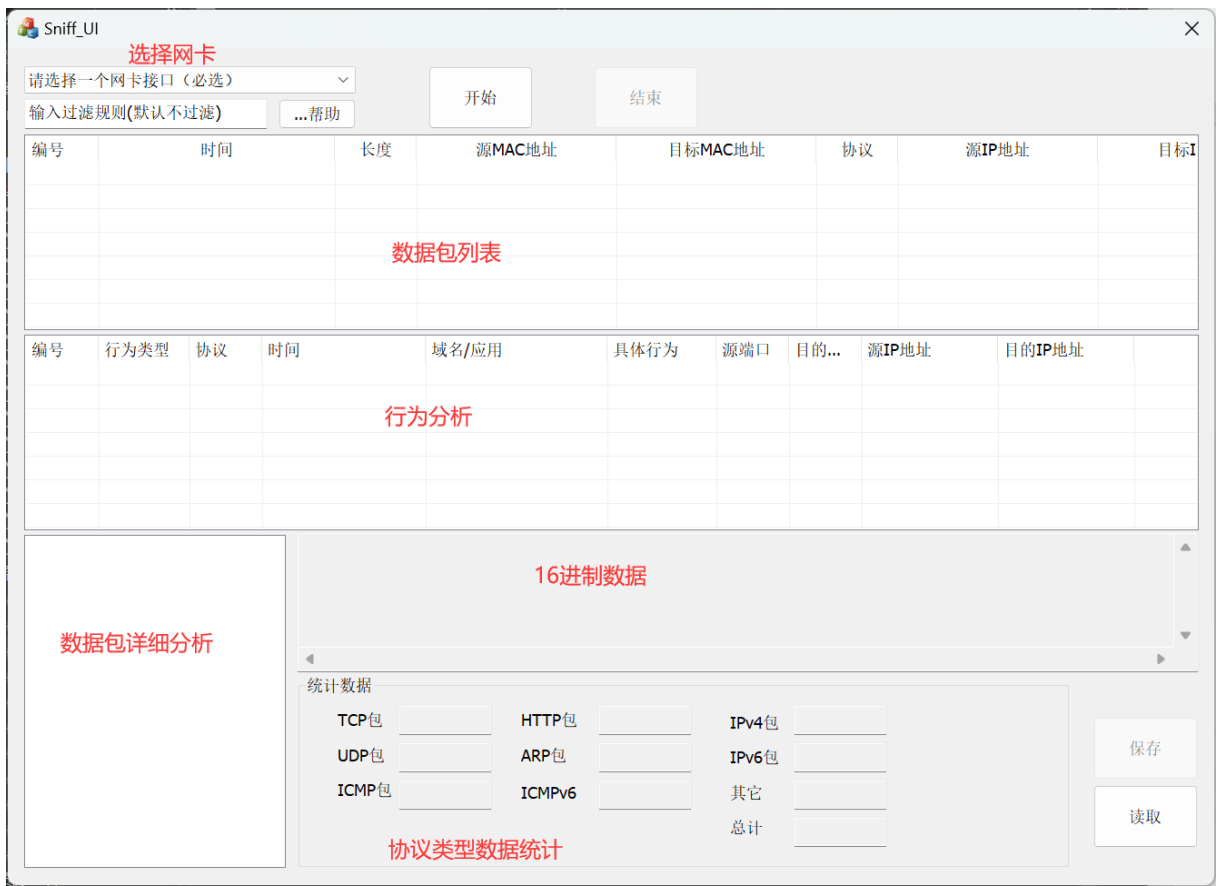 Sniff_UI
选择网卡
请选择一个网卡接口（必选）
开始
结束
输入过滤规则(默认不过滤)
...帮助
编号 时间 长度 源MAC地址 目标MAC地址 协议 源IP地址 目标I
数据包列表
编号 行为类型 协议 时间 域名/应用 具体行为 源端口 目的... 源IP地址 目的IP地址
行为分析
16进制数据
数据包详细分析
统计数据
TCP包 HTTP包 IPv4包
UDP包 ARP包 IPv6包
ICMP包 ICMPv6 其它
总计
协议类型数据统计
保存
读取